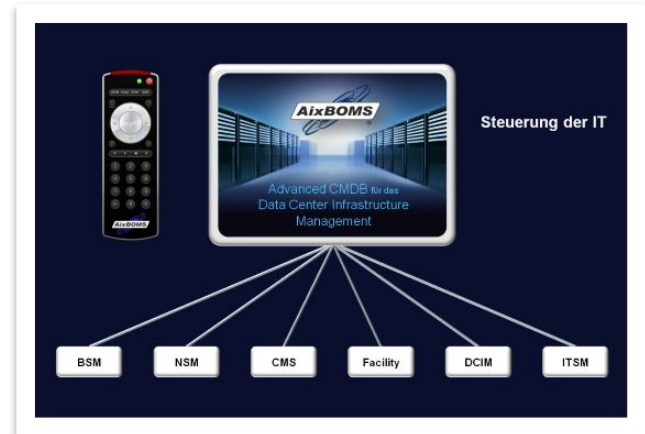 AixBOMS
Steuerung der IT
Advanced CMDB für das
Data Center Infrastructure
Management
AixBOMS
BSM
NSM
CMS
Facility
DCIM
ITSM